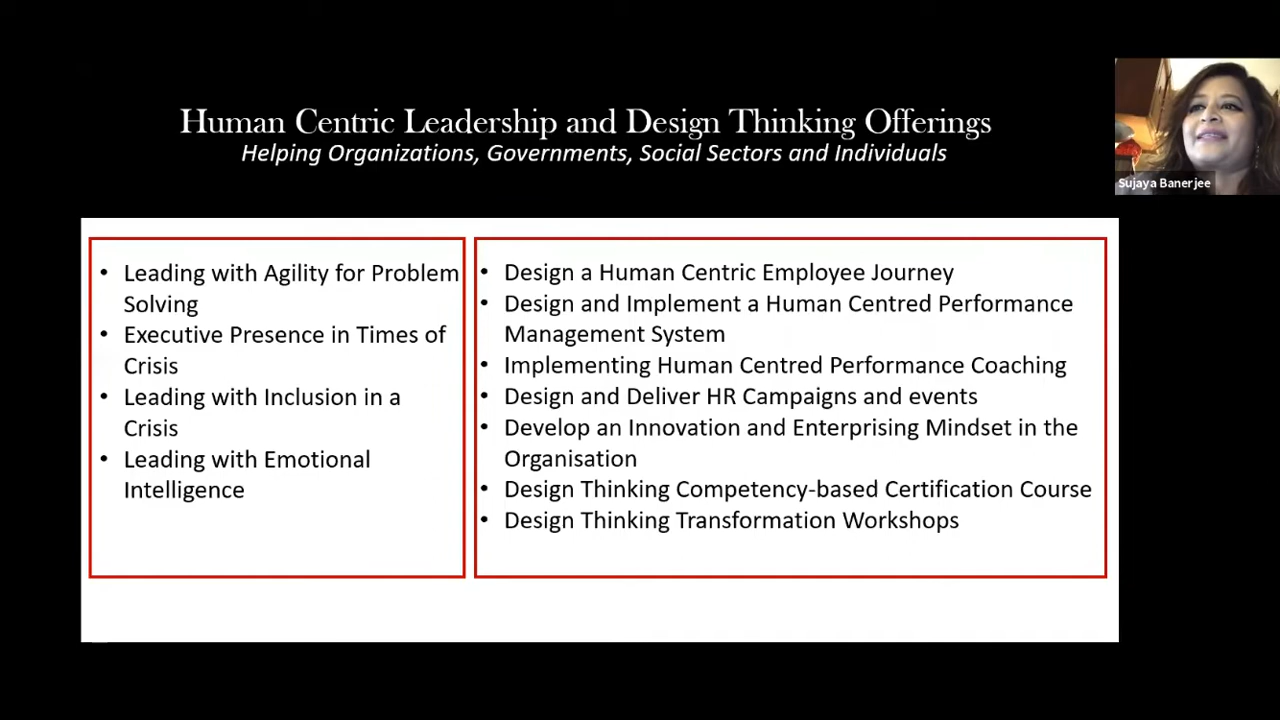 Human Centric Leadership and Design Thinking Offerings
Helping Organizations, Governments, Social Sectors and Individuals
Sujaya Banerjee
• Leading with Agility for Problem
Solving
• Executive Presence in Times of
Crisis
• Leading with Inclusion in a
Crisis
• Leading with Emotional
Intelligence
• Design a Human Centric Employee Journey
• Design and Implement a Human Centred Performance
Management System
• Implementing Human Centred Performance Coaching
• Design and Deliver HR Campaigns and events
• Develop an Innovation and Enterprising Mindset in the
Organisation
• Design Thinking Competency-based Certification Course
• Design Thinking Transformation Workshops